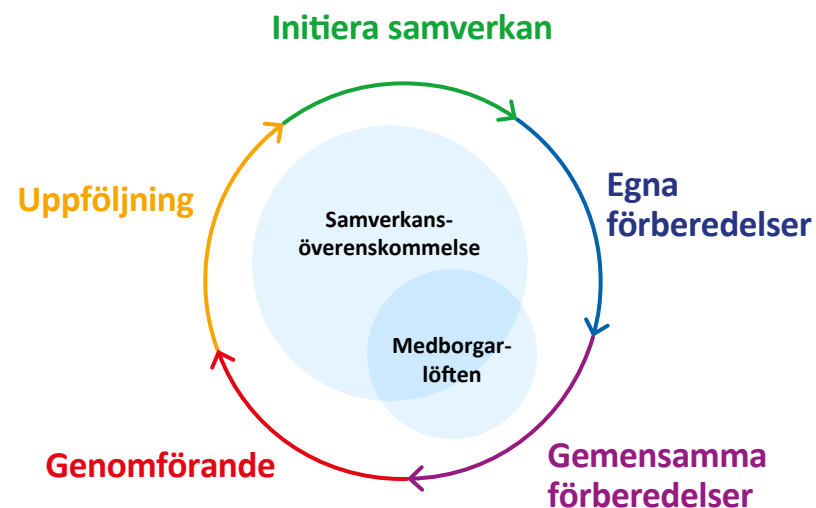 Initiera samverkan
Egna
förberedelser
Gemensamma
förberedelser
Genomförande
Uppföljning
Samverkans-
överenskommelse
Medborgar-
löften